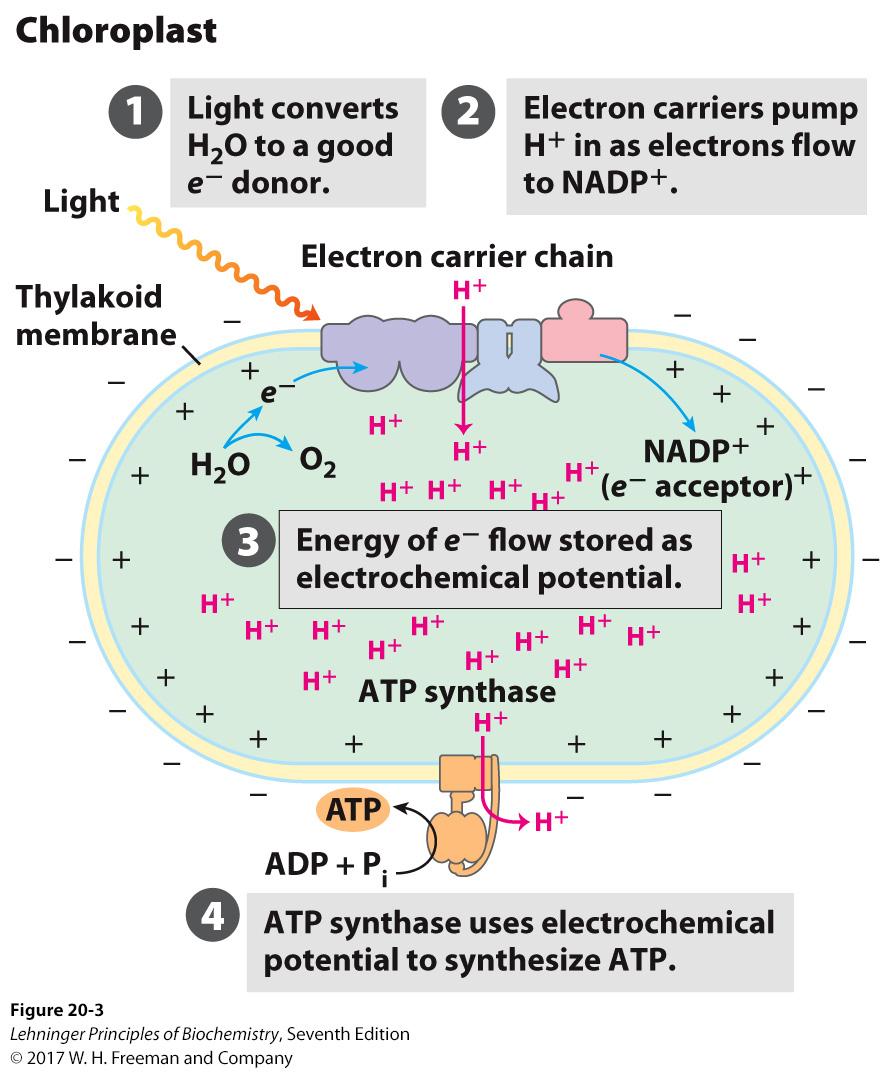 Chloroplast
1
Light converts
H₂O to a good
e⁻ donor.
2
Electron carriers pump
H⁺ in as electrons flow
to NADP⁺.
Light
Electron carrier chain
H⁺
Thylakoid
membrane
−
−
−
−
−
+
+
+
+
+
e⁻
H⁺
H⁺
H₂O
O₂
NADP⁺
(e⁻ acceptor)
−
−
+
+
H⁺
H⁺
H⁺
H⁺
H⁺
3
Energy of e⁻ flow stored as
electrochemical potential.
−
+
H⁺
+
−
H⁺
H⁺
−
+
H⁺
H⁺
H⁺
H⁺
H⁺
H⁺
H⁺
+
−
H⁺
H⁺
H⁺
+
H⁺
+
ATP synthase
−
+
H⁺
+
−
+
+
+
+
−
−
−
−
−
ATP
H⁺
ADP + Pᵢ
4
ATP synthase uses electrochemical
potential to synthesize ATP.
Figure 20-3
Lehninger Principles of Biochemistry, Seventh Edition
© 2017 W. H. Freeman and Company